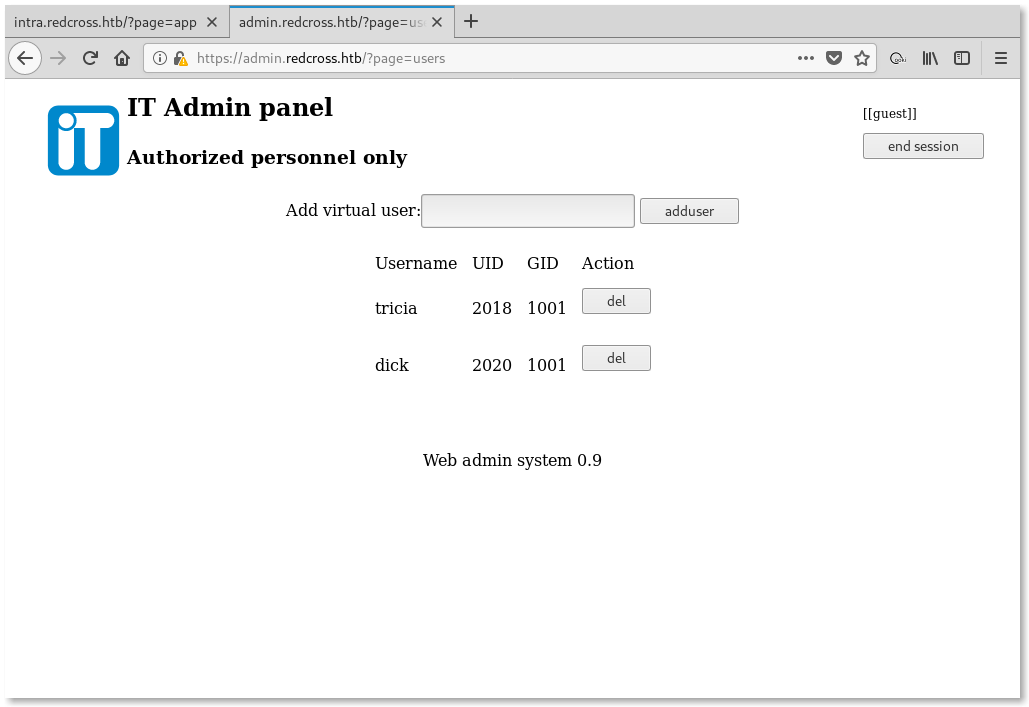 intra.redcross.htb/?page=app
admin.redcross.htb/?page=us
https://admin.redcross.htb/?page=users
iT
IT Admin panel
Authorized personnel only
[[guest]]
end session
Add virtual user: adduser
Username UID GID Action
tricia 2018 1001 del
dick 2020 1001 del
Web admin system 0.9